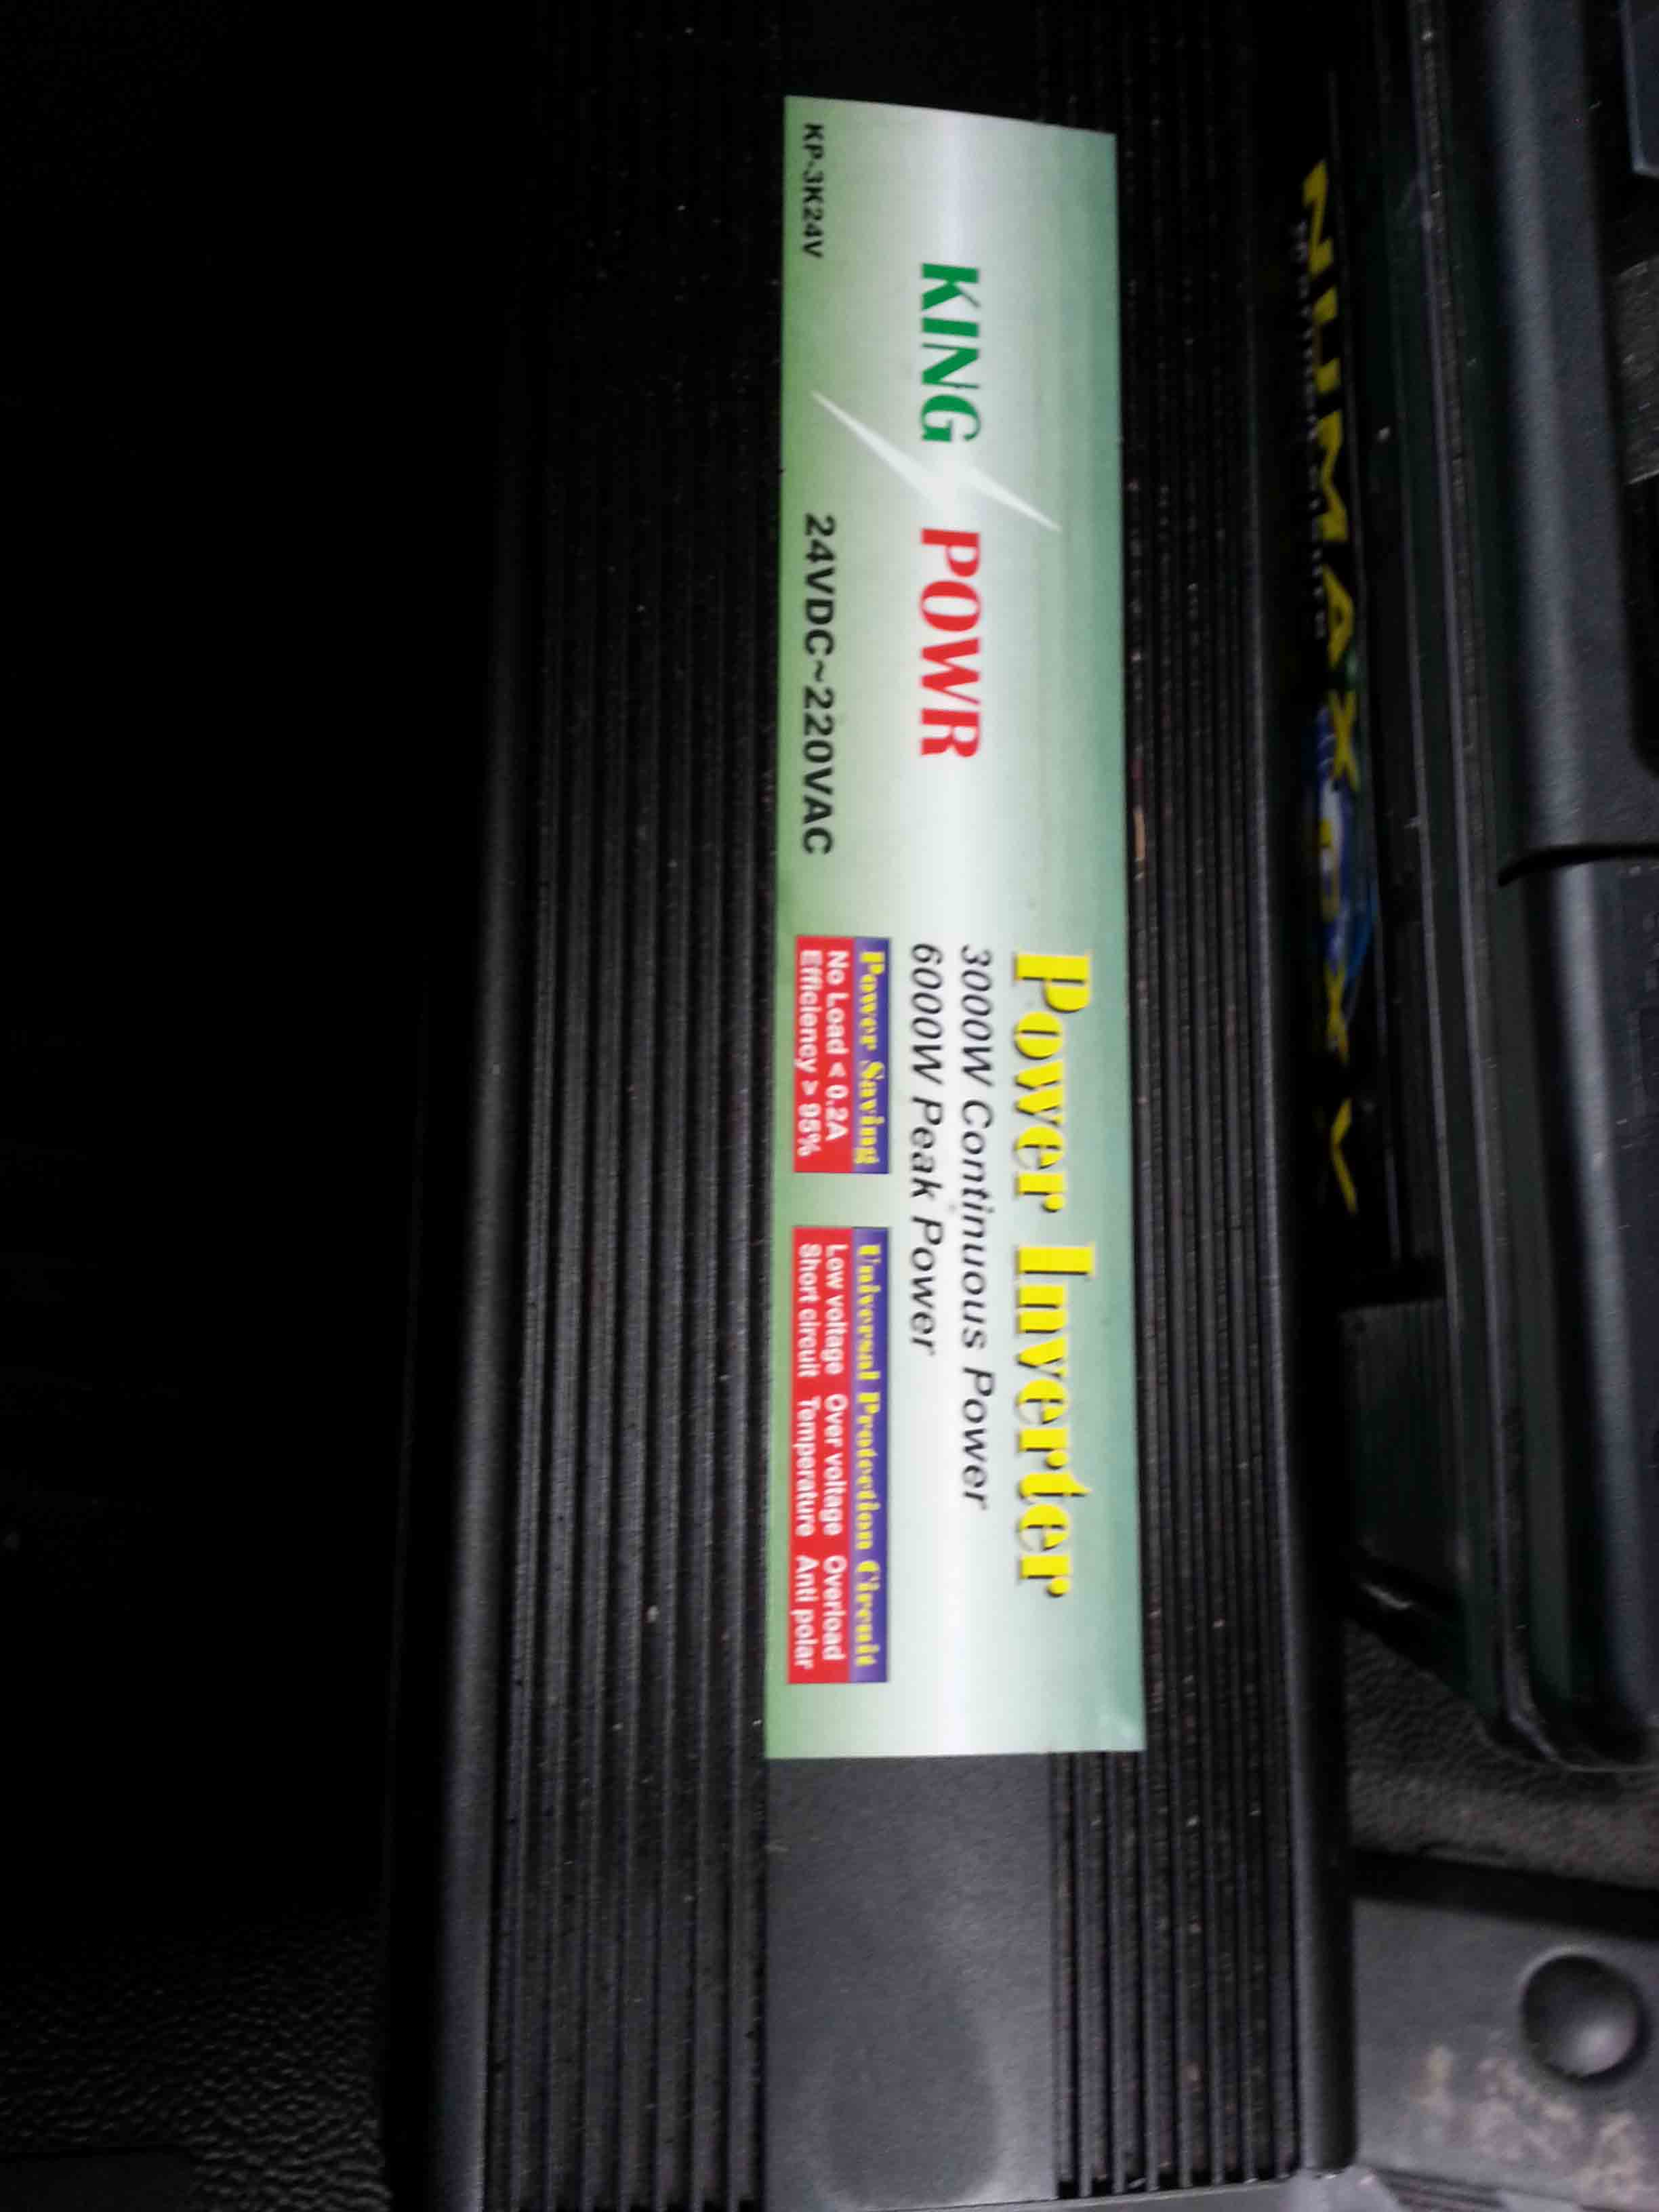 KING POWR
Power Inverter
3000W Continuous Power
6000W Peak Power
KP-3K24V
24VDC~220VAC
Power Saving
No Load < 0.2A
Efficiency > 95%
Universal Protection Circuit
Low voltage Over voltage Overload
Short circuit Temperature Anti polar
NUMAX